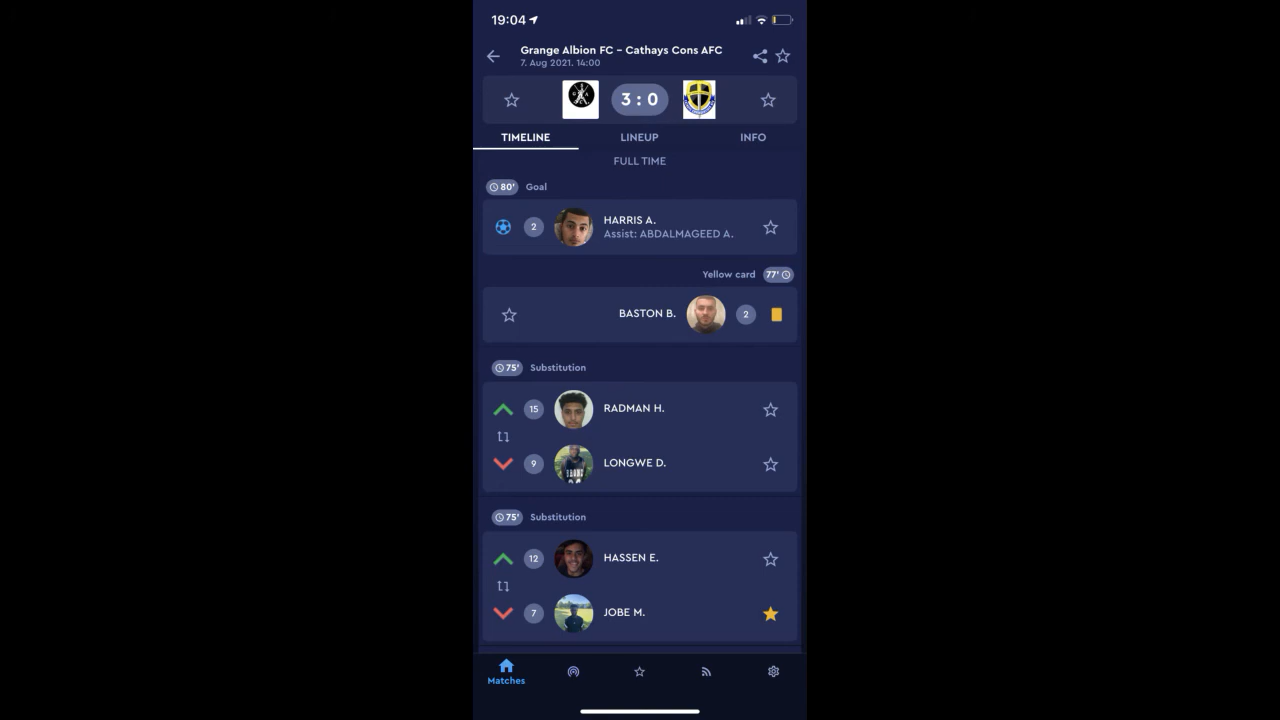 19:04
Grange Albion FC - Cathays Cons AFC
7. Aug 2021. 14:00
3 : 0
TIMELINE LINEUP INFO
FULL TIME
80' Goal
2 HARRIS A.
Assist: ABDALMAGEED A.
Yellow card 77'
BASTON B. 2
75' Substitution
15 RADMAN H.
9 LONGWE D.
75' Substitution
12 HASSEN E.
7 JOBE M.
Matches